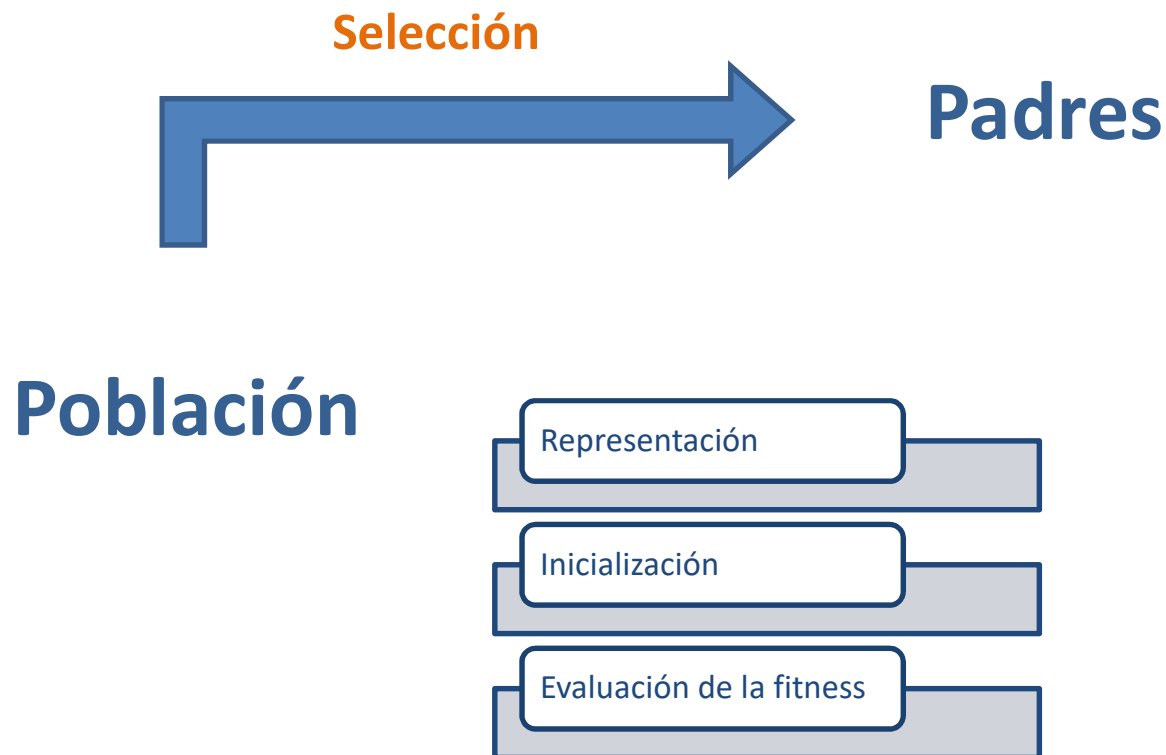 Selección
Padres
Población
Representación
Inicialización
Evaluación de la fitness